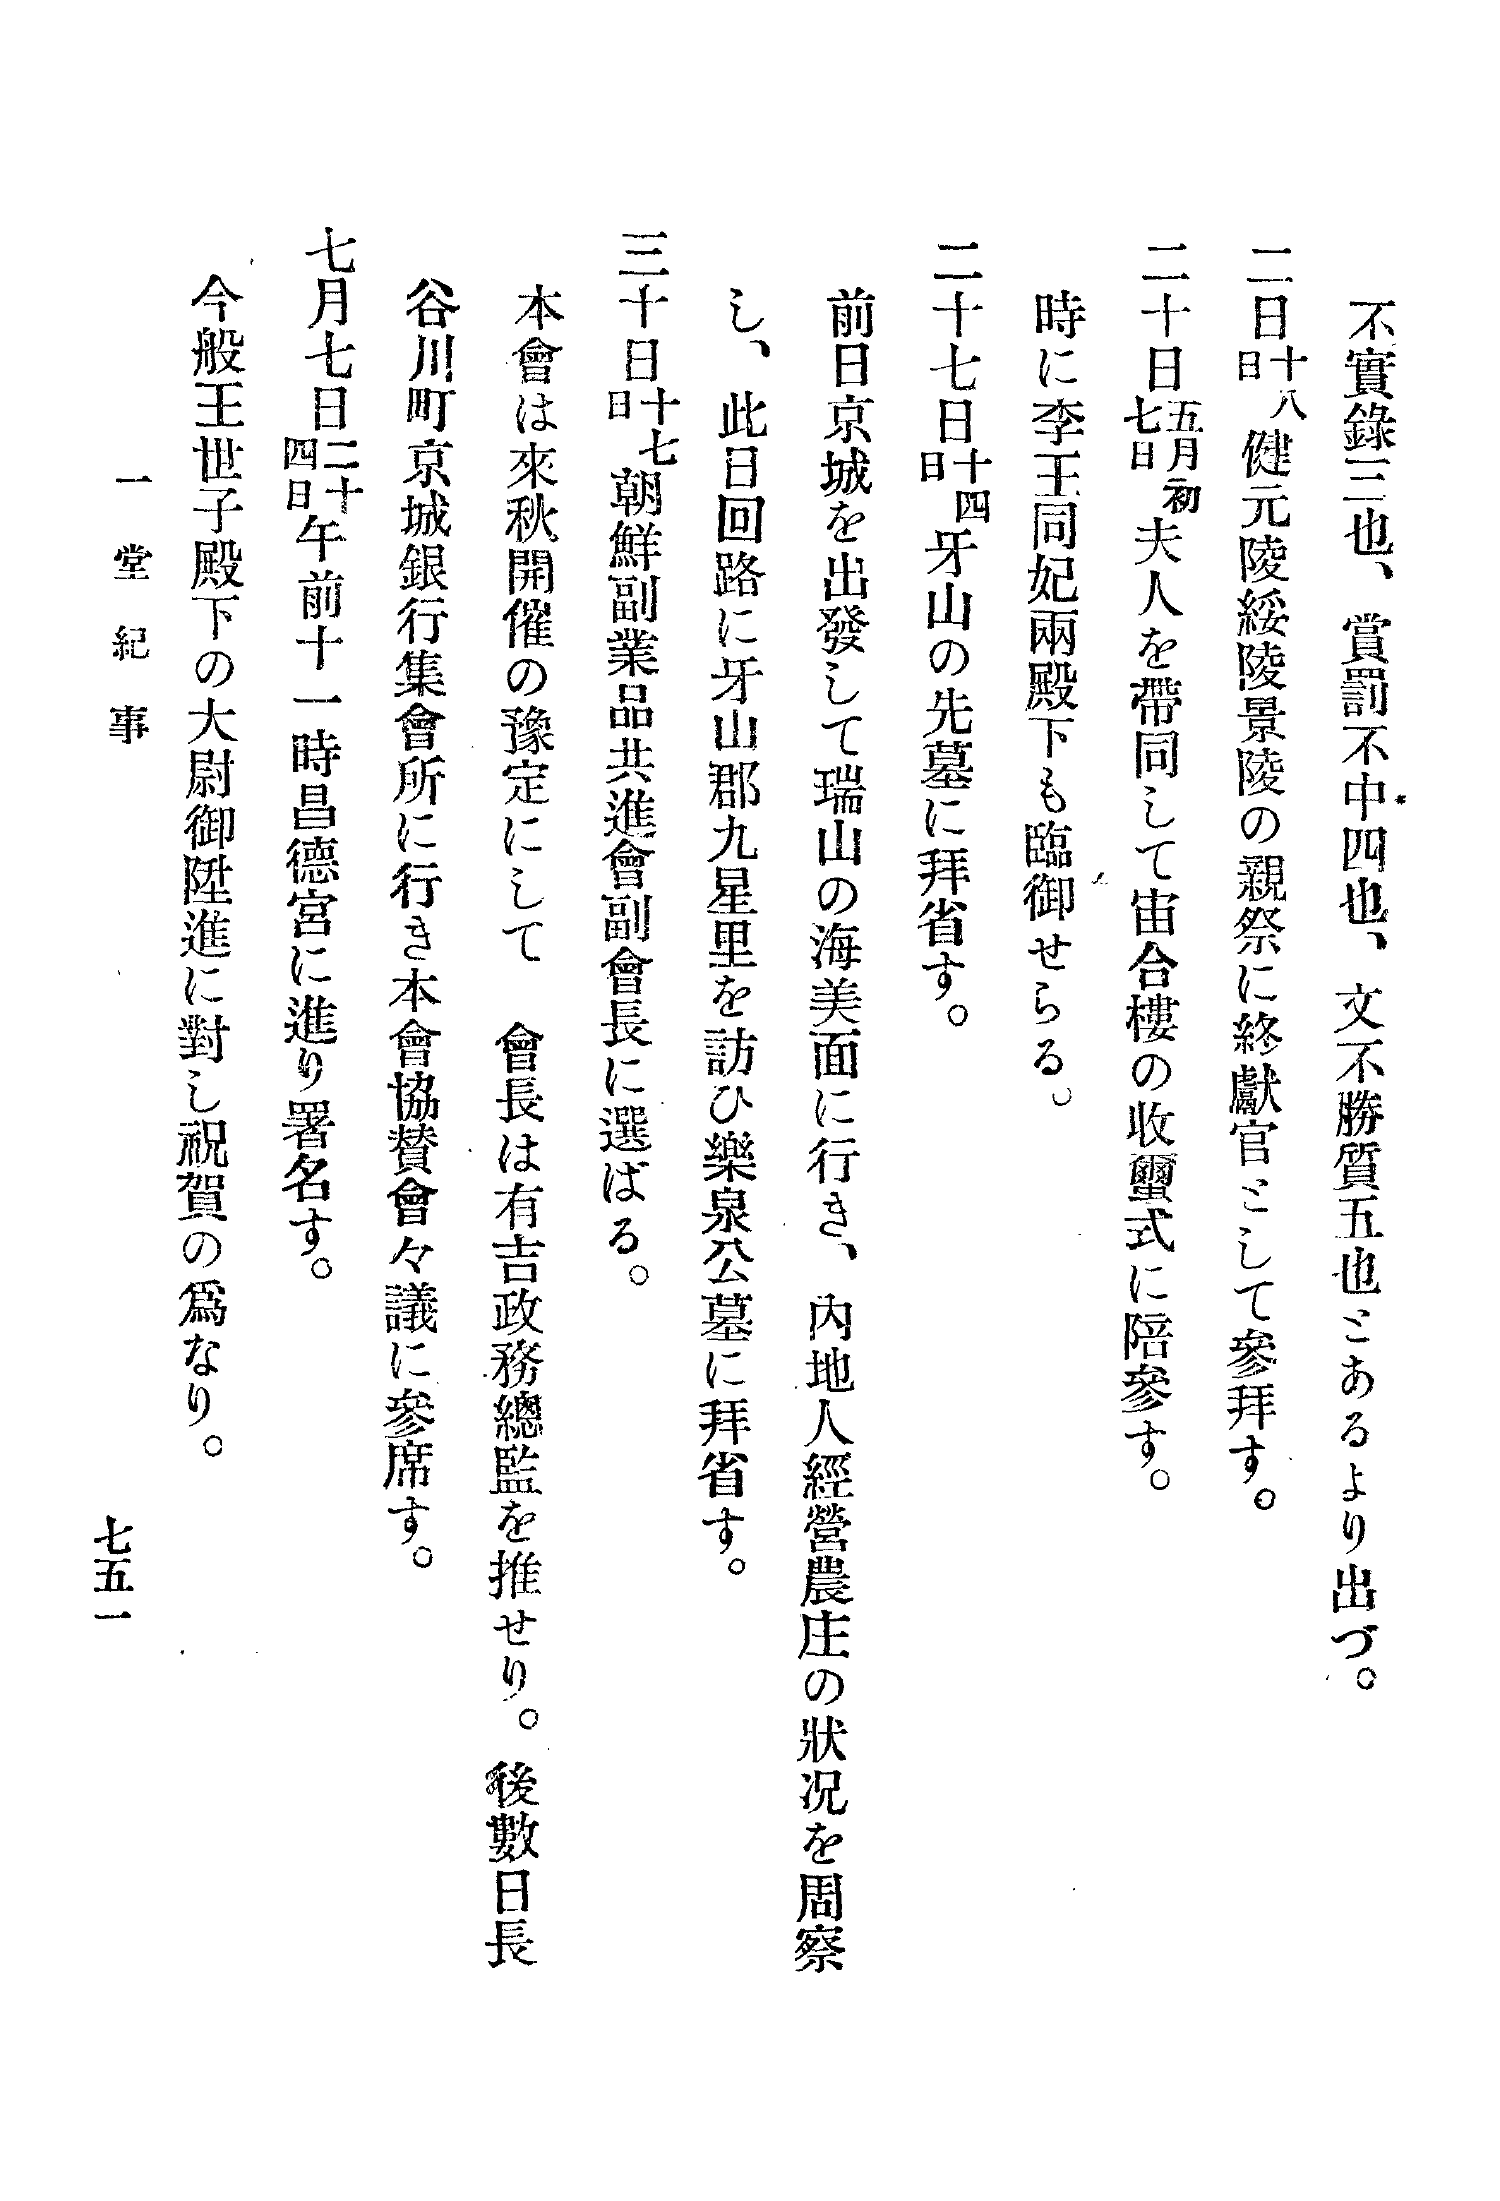 不實錄三也、賞罰不中四也、文不勝質五也とあるより出づ。
二日十八日健元陵綏陵景陵の親祭に終獻官として參拜す。
二十日五月初七日夫人を帶同して宙合樓の收璽式に陪參す。
時に李王同妃兩殿下も臨御せらる。
二十七日十四日牙山の先墓に拜省す。
前日京城を出發して瑞山の海美面に行き、內地人經營農庄の狀況を周察
し、此日回路に牙山郡九星里を訪ひ樂泉公墓に拜省す。
三十日十七日朝鮮副業品共進會副會長に選ばる。
本會は來秋開催の豫定にして　會長は有吉政務總監を推せり。後數日長
谷川町京城銀行集會所に行き本會協賛會々議に參席す。
七月七日二十四日午前十一時昌德宮に進り署名す。
今般王世子殿下の大尉御陞進に對し祝賀の爲なり。
一堂紀事
七五一